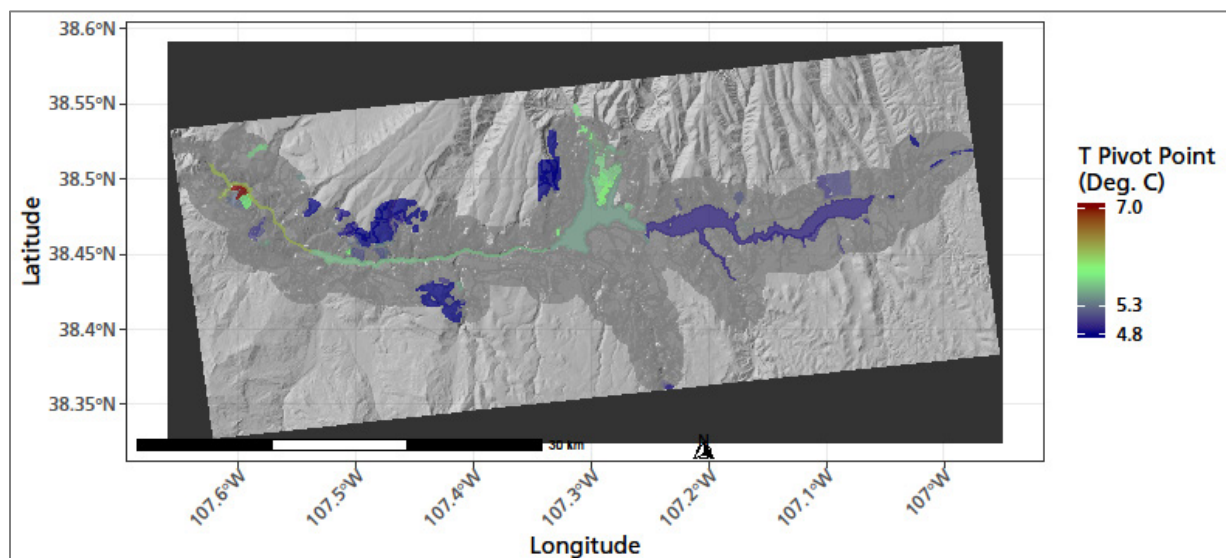 38.6°N
38.55°N
38.5°N
38.45°N
38.4°N
38.35°N
Latitude
30 km
N
107.6°W
107.5°W
107.4°W
107.3°W
107.2°W
107.1°W
107°W
Longitude
T Pivot Point
(Deg. C)
7.0
5.3
4.8